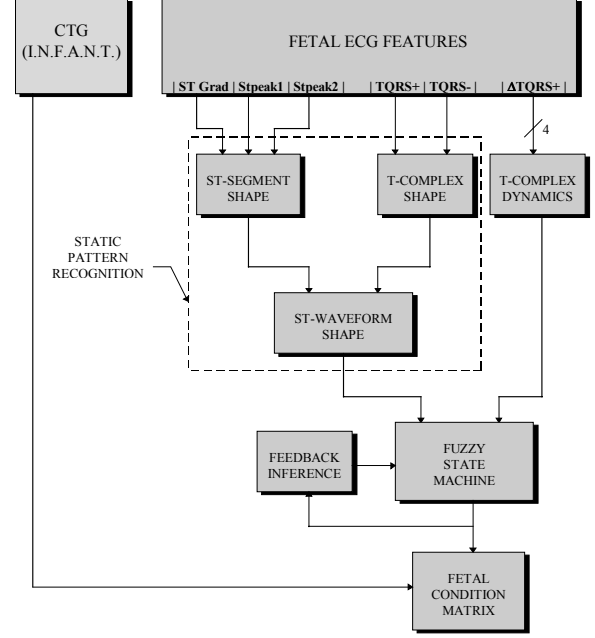 CTG
(I.N.F.A.N.T.)
FETAL ECG FEATURES
| ST Grad | Stpeak1 | Stpeak2 | | TQRS+ | TQRS- | | ΔTQRS+ |
4
ST-SEGMENT
SHAPE
T-COMPLEX
SHAPE
T-COMPLEX
DYNAMICS
STATIC
PATTERN
RECOGNITION
ST-WAVEFORM
SHAPE
FEEDBACK
INFERENCE
FUZZY
STATE
MACHINE
FETAL
CONDITION
MATRIX